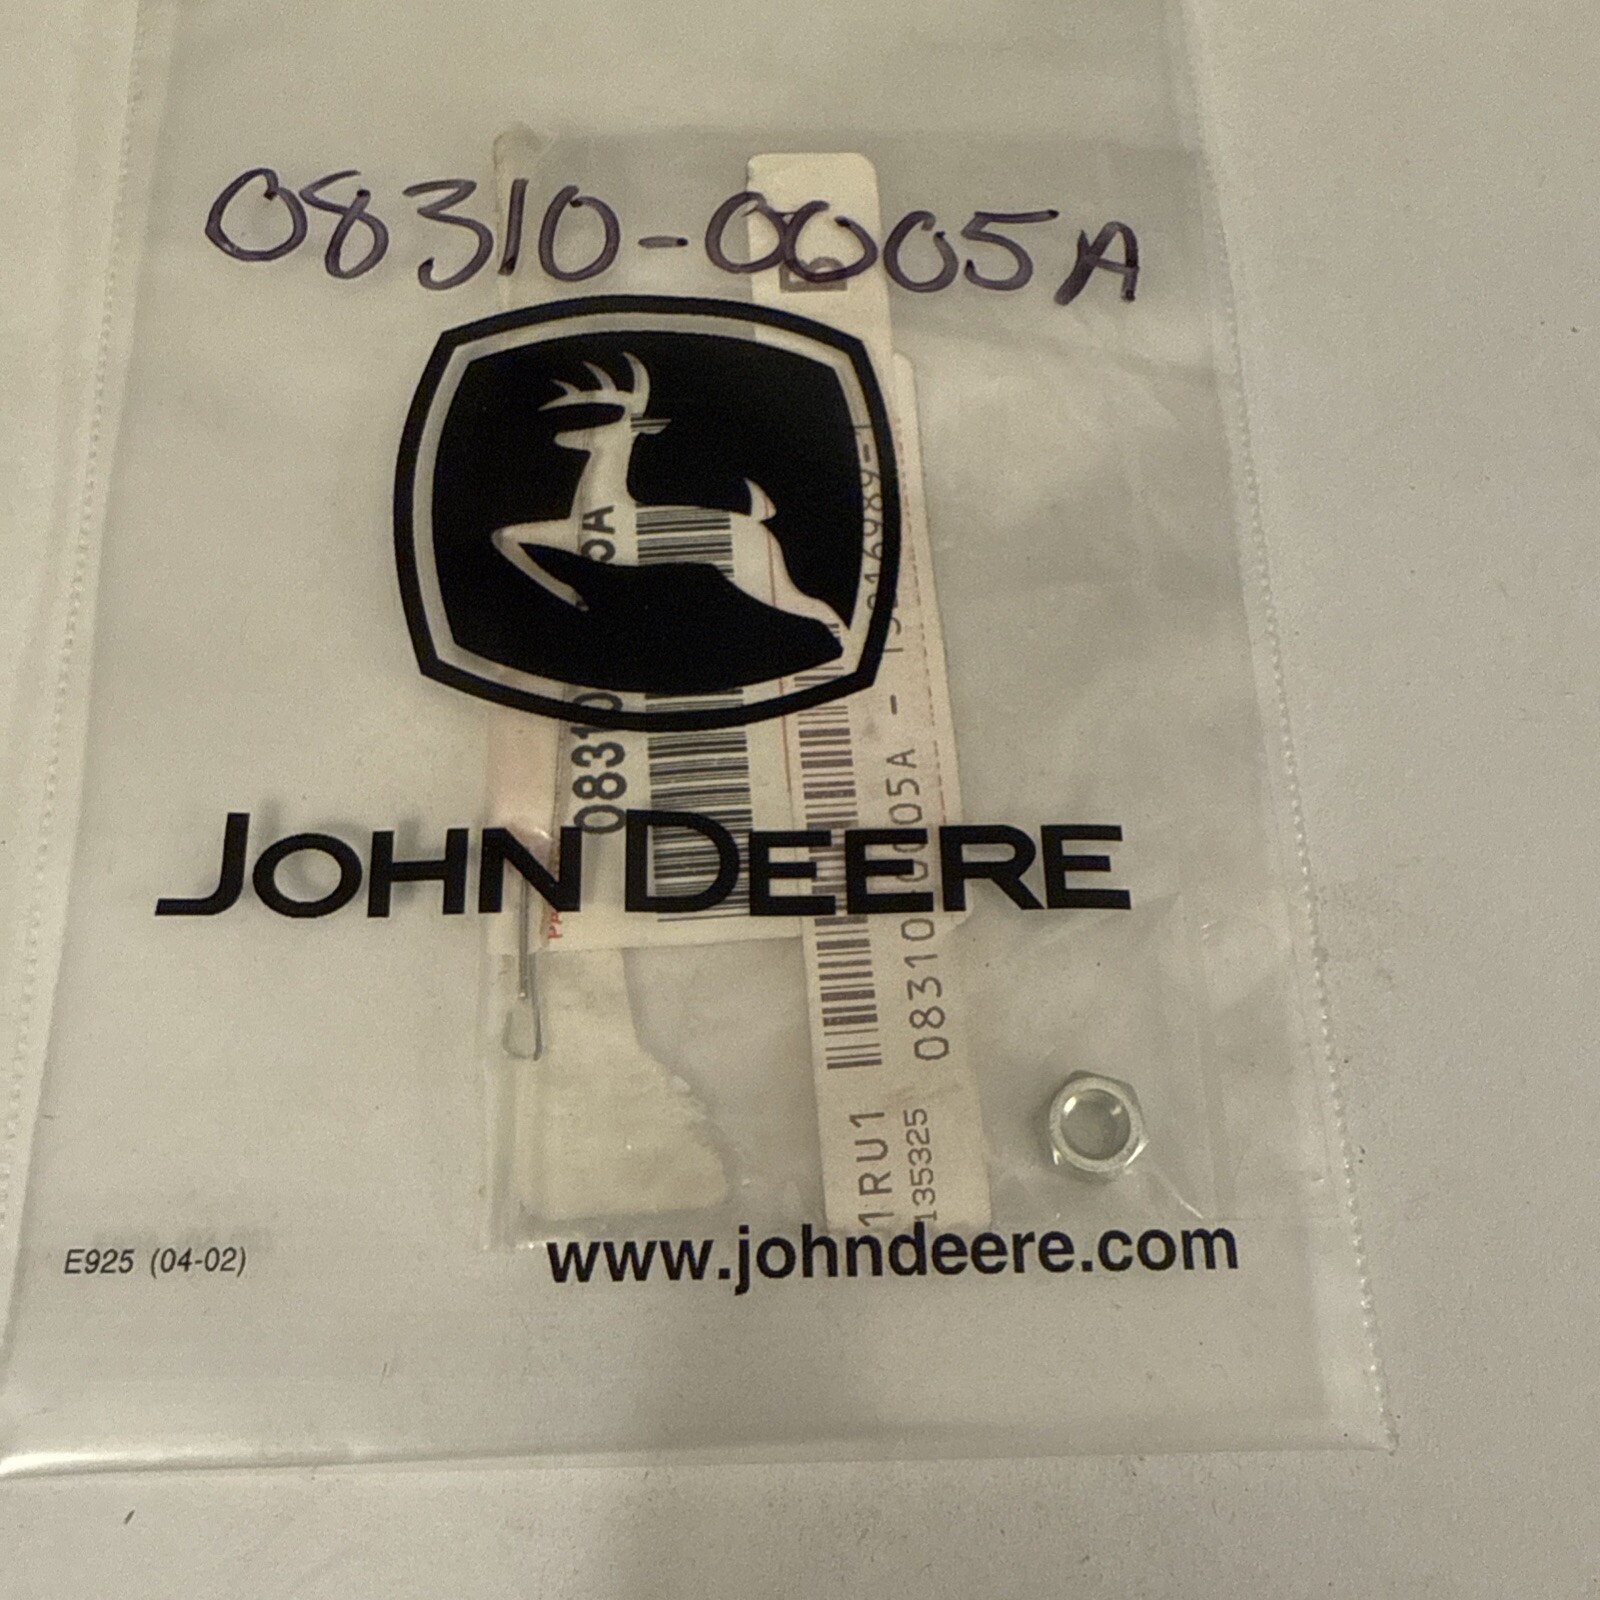 08310-0005A
JOHN DEERE
08310-0005A -
1RU1
135325
E925 (04-02)
www.johndeere.com